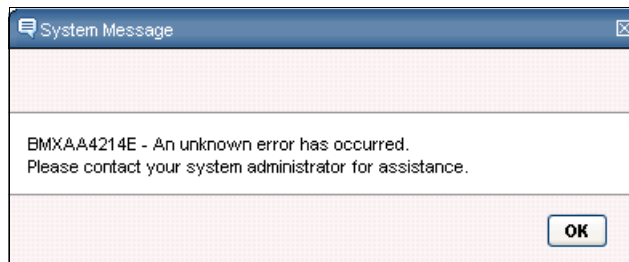 System Message
BMXAA4214E - An unknown error has occurred.
Please contact your system administrator for assistance.
OK